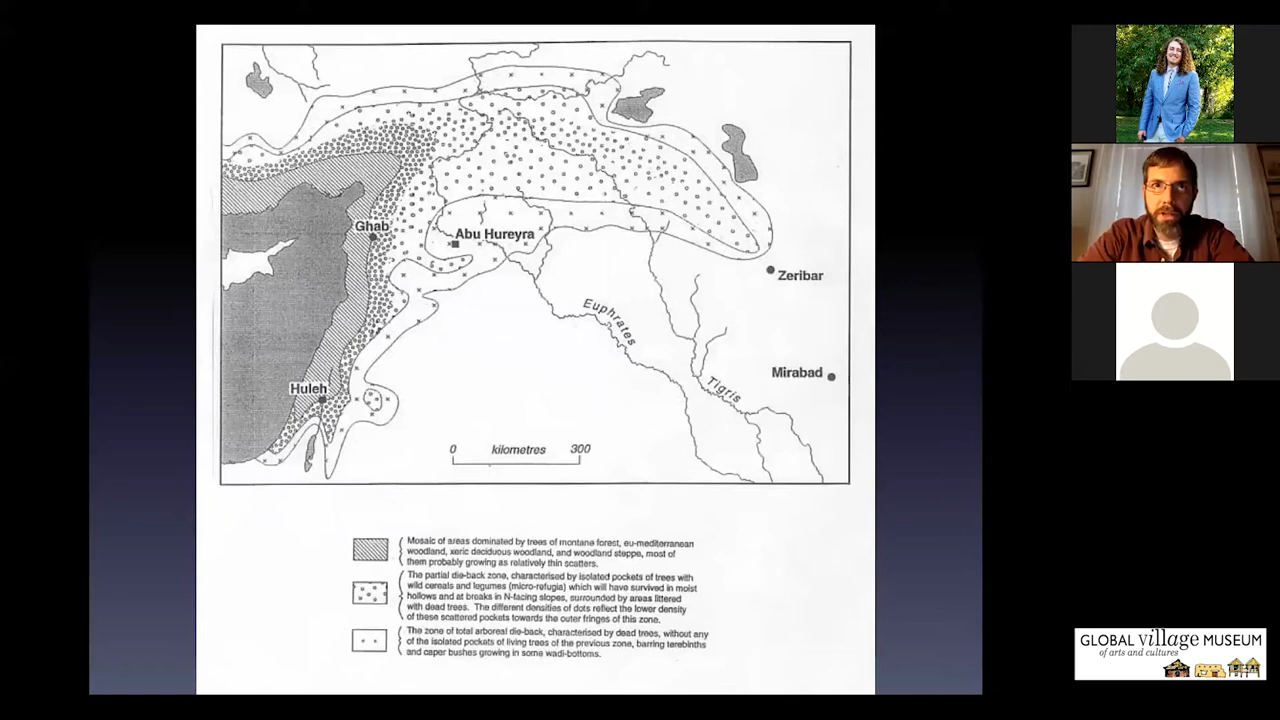 Ghab
Abu Hureyra
Zeribar
Euphrates
Mirabad
Tigris
Huleh
0 kilometres 300
Mosaic of areas dominated by trees of montane forest, eu-mediterranean
woodland, xeric deciduous woodland, and woodland steppe, most of
them probably growing as relatively thin scatters.
The partial die-back zone, characterised by isolated pockets of trees with
wild cereals and legumes (micro-refugia) which will have survived in moist
hollows and at breaks in N-facing slopes, surrounded by areas littered
with dead trees. The different densities of dots reflect the lower density
of these scattered pockets towards the outer fringes of this zone.
The zone of total arboreal die-back, characterised by dead trees, without any
of the isolated pockets of living trees of the previous zone, barring terebinths
and caper bushes growing in some wadi-bottoms.
GLOBAL village MUSEUM
of arts and cultures